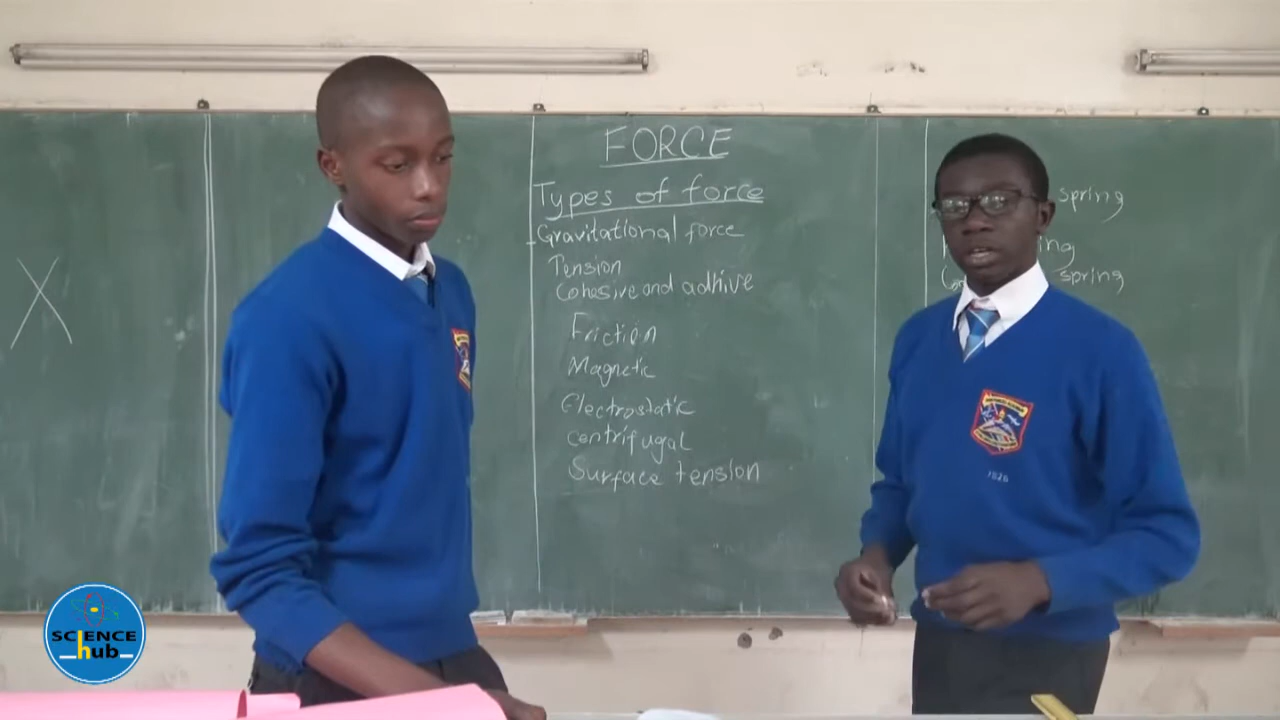 X
FORCE
Types of force
Gravitational force
Tension
Cohesive and adhive
Friction
Magnetic
Electrostatic
centrifugal
Surface tension
spring
spring
7826
SCIENCE
hub